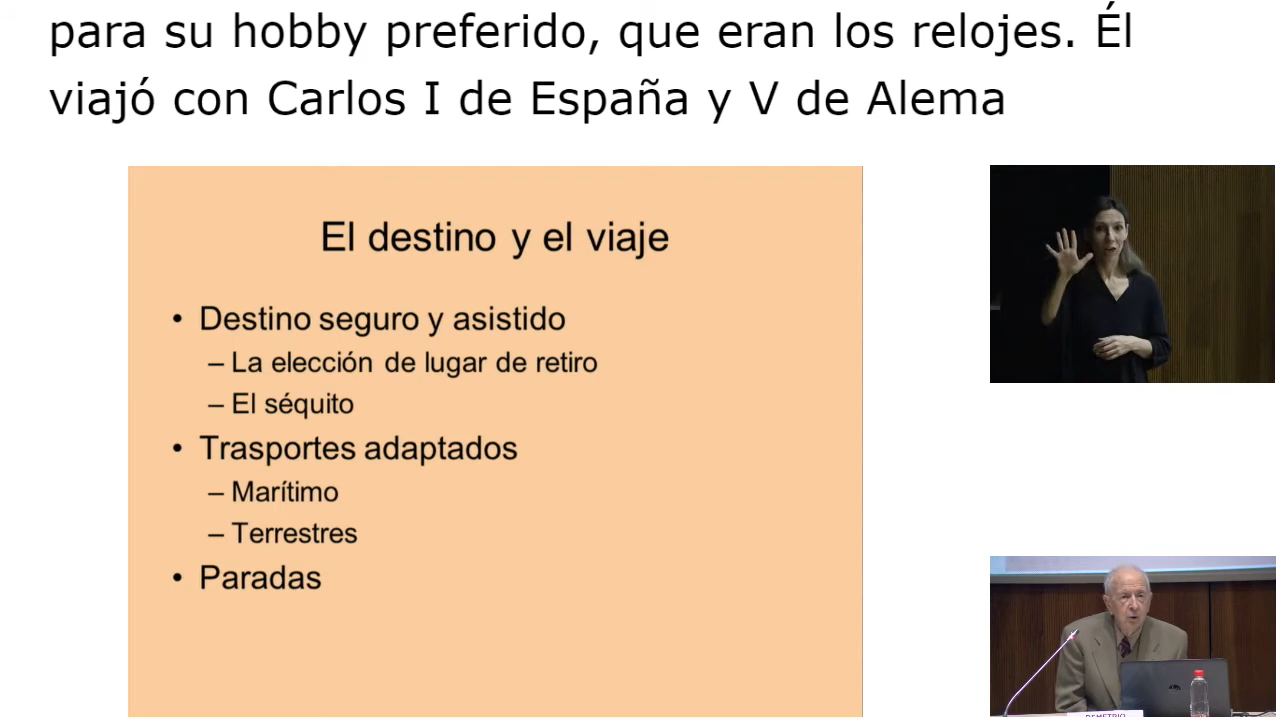 para su hobby preferido, que eran los relojes. Él
viajó con Carlos I de España y V de Alema
El destino y el viaje
• Destino seguro y asistido
– La elección de lugar de retiro
– El séquito
• Trasportes adaptados
– Marítimo
– Terrestres
• Paradas
DEMETRIO